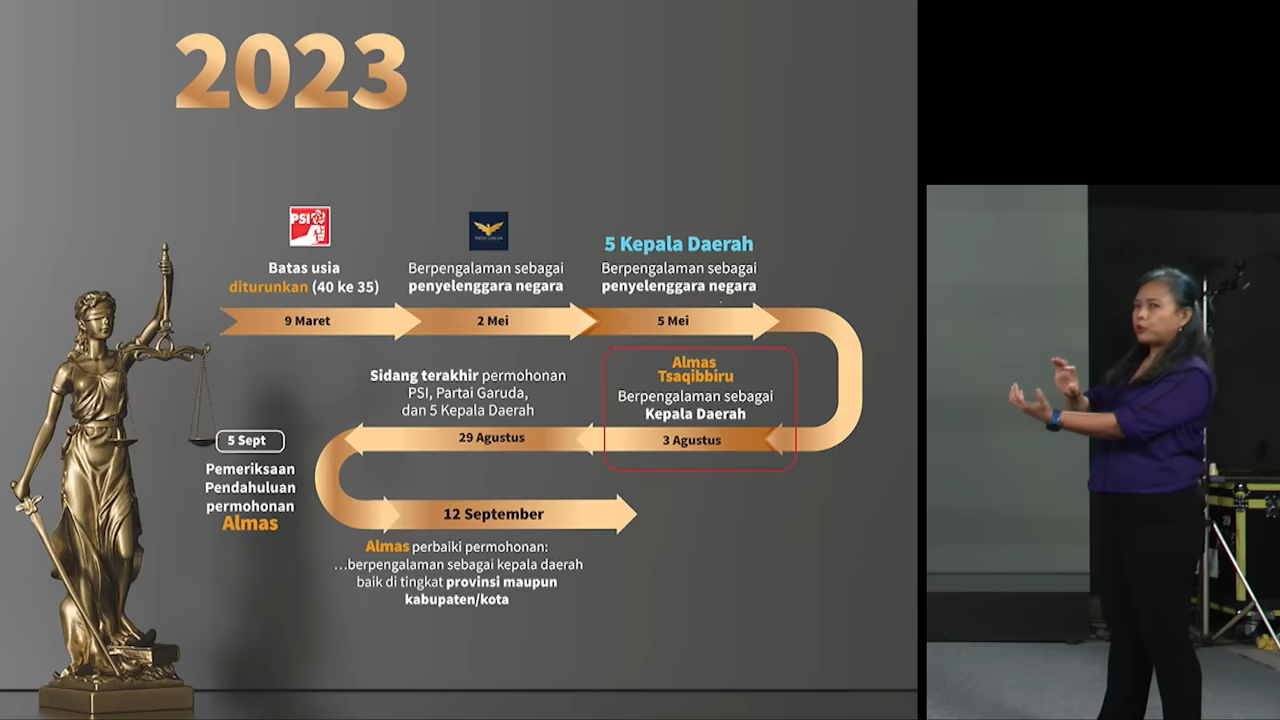 2023
PSI
Batas usia
diturunkan (40 ke 35)
9 Maret
Berpengalaman sebagai
penyelenggara negara
2 Mei
5 Kepala Daerah
Berpengalaman sebagai
penyelenggara negara
5 Mei
Almas
Tsaqibbiru
Berpengalaman sebagai
Kepala Daerah
3 Agustus
Sidang terakhir permohonan
PSI, Partai Garuda,
dan 5 Kepala Daerah
29 Agustus
5 Sept
Pemeriksaan
Pendahuluan
permohonan
Almas
12 September
Almas perbaiki permohonan:
...berpengalaman sebagai kepala daerah
baik di tingkat provinsi maupun
kabupaten/kota